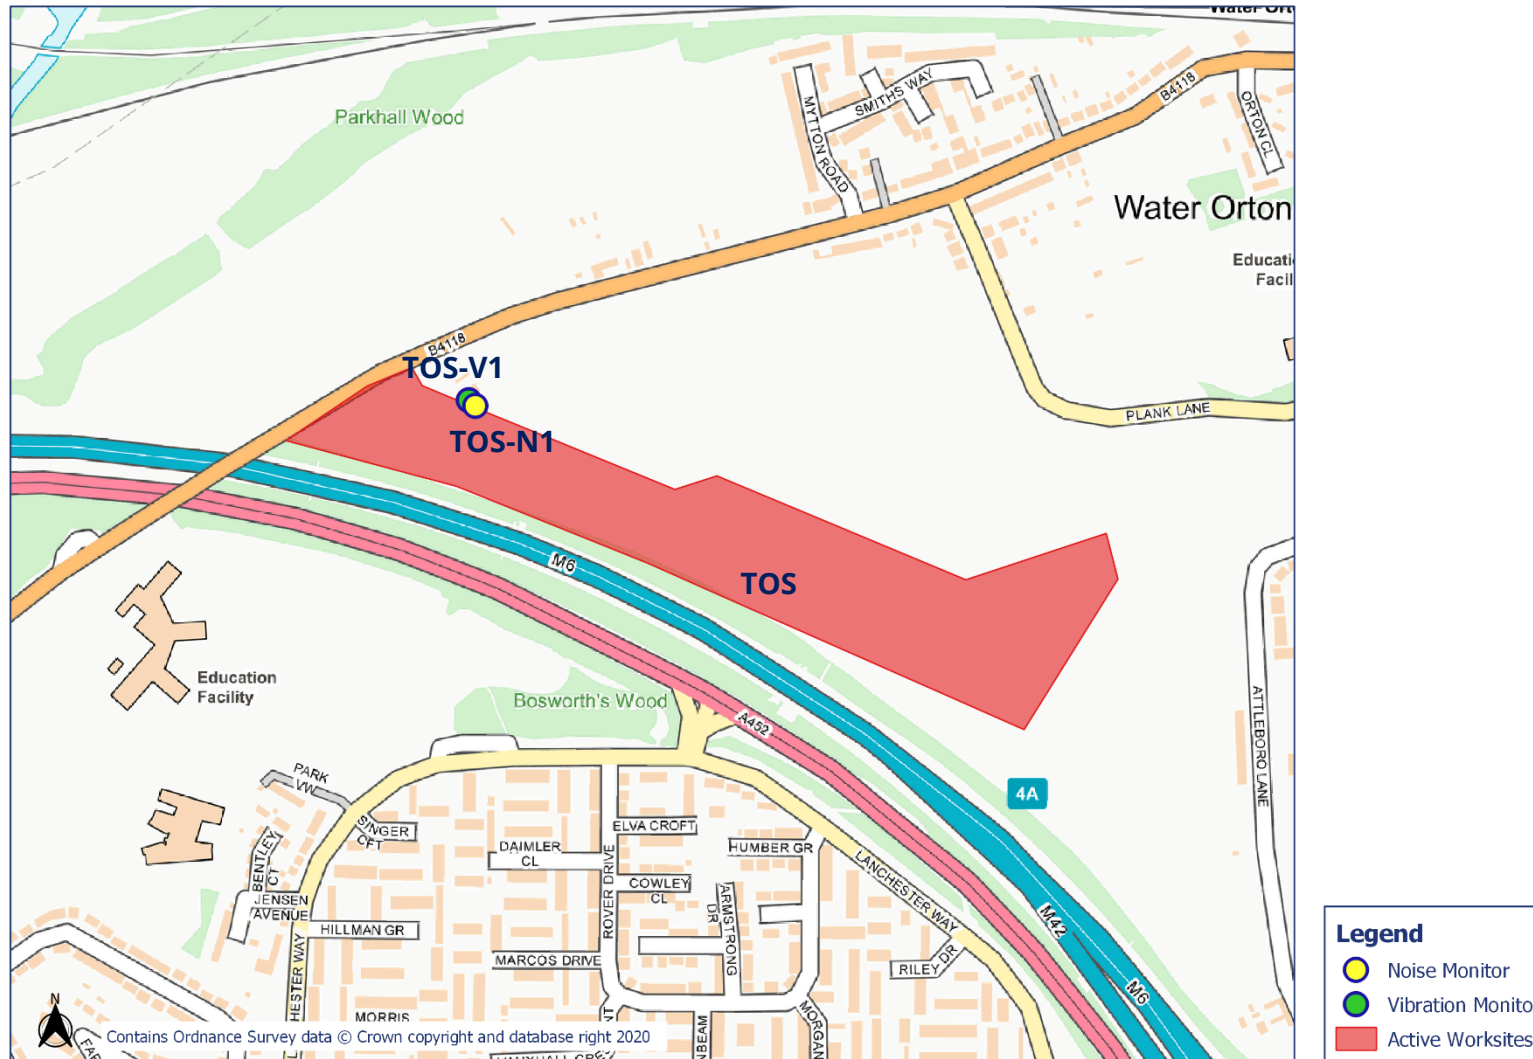 Parkhall Wood
MYTTON ROAD
SMITHS WAY
B4118
ORTON CL
Water Orton
B4118
TOS-V1
TOS-N1
PLANK LANE
M6
TOS
Education
Facility
Bosworth's Wood
A452
ATTLEBORO LANE
4A
PARK
VW
SINGER
CFT
ELVA CROFT
DAIMLER
CL
HUMBER GR
BENTLEY
CT
ROVER DRIVE
COWLEY
CL
LANCHESTER WAY
JENSEN
AVENUE
ARMSTRONG
DR
HILLMAN GR
M42
MARCOS DRIVE
RILEY DR
M6
MORRIS
MORGAN
N
Contains Ordnance Survey data © Crown copyright and database right 2020
Legend
Noise Monitor
Vibration Monito
Active Worksites